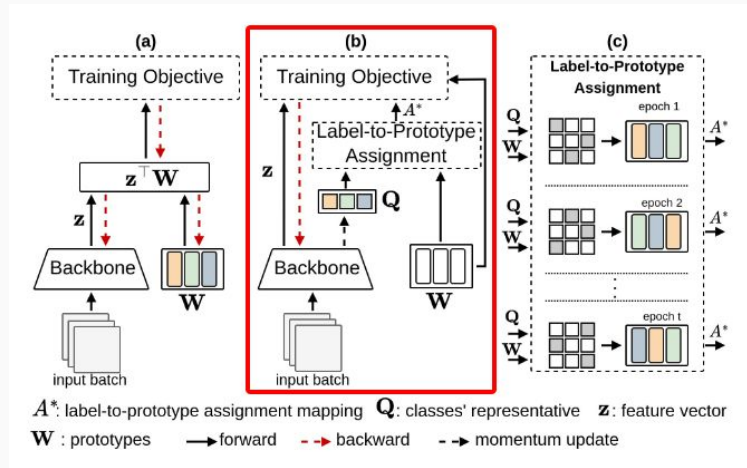 (a)
Training Objective
z⊤W
z
Backbone
W
input batch
(b)
Training Objective
A*
Label-to-Prototype
Assignment
z
Q
Backbone
W
input batch
(c)
Label-to-Prototype
Assignment
epoch 1
Q
W
A*
epoch 2
Q
W
A*
epoch t
Q
W
A*
A*: label-to-prototype assignment mapping Q: classes' representative z: feature vector
W : prototypes forward backward momentum update